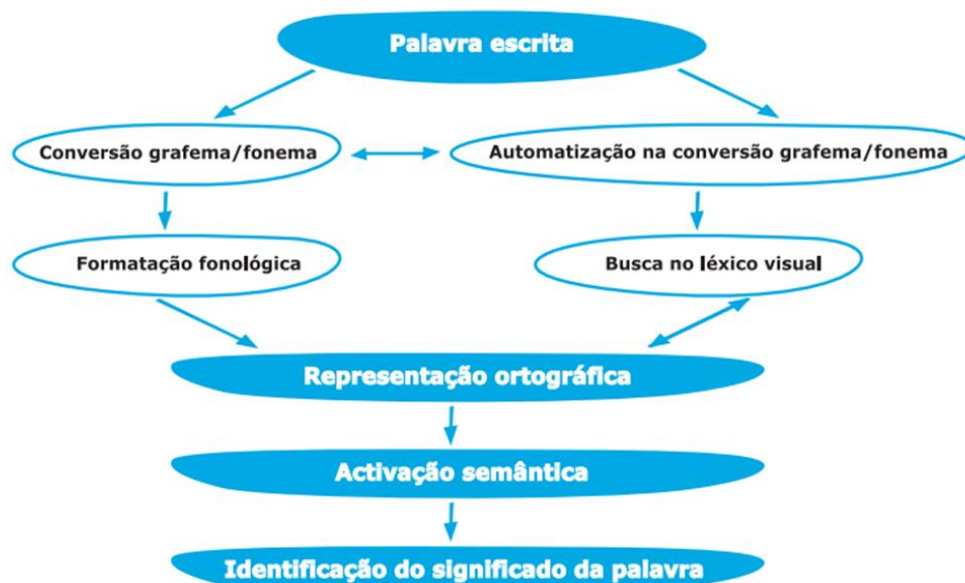 Palavra escrita
Conversão grafema/fonema
Automatização na conversão grafema/fonema
Formatação fonológica
Busca no léxico visual
Representação ortográfica
Activação semântica
Identificação do significado da palavra